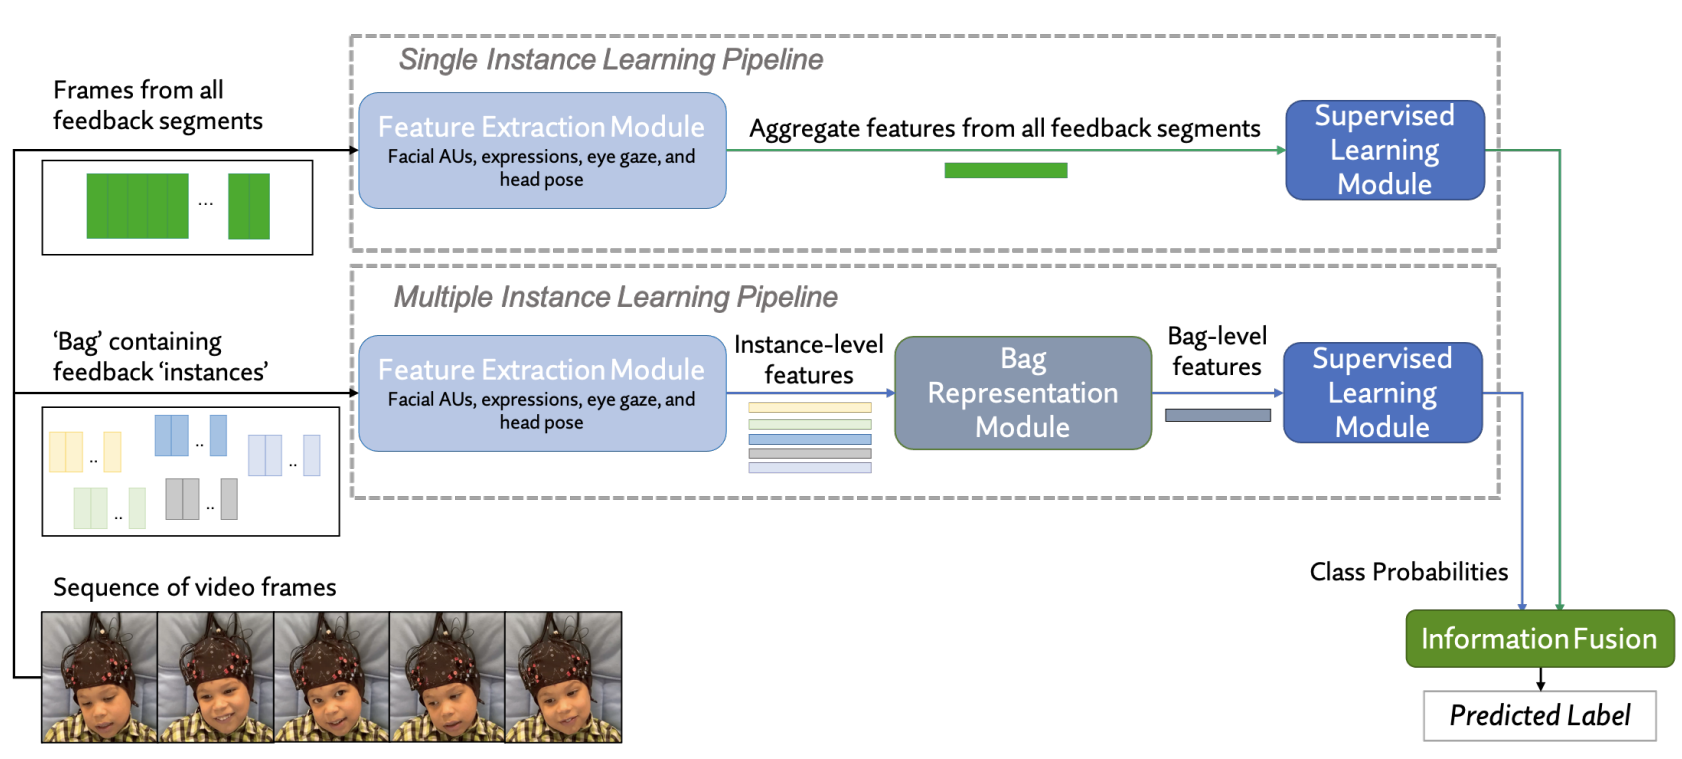 Single Instance Learning Pipeline
Frames from all
feedback segments
...
Feature Extraction Module
Facial AUs, expressions, eye gaze, and
head pose
Aggregate features from all feedback segments
Supervised
Learning
Module
Multiple Instance Learning Pipeline
‘Bag’ containing
feedback ‘instances’
..
..
..
..
..
Feature Extraction Module
Facial AUs, expressions, eye gaze, and
head pose
Instance-level
features
Bag
Representation
Module
Bag-level
features
Supervised
Learning
Module
Sequence of video frames
Class Probabilities
Information Fusion
Predicted Label